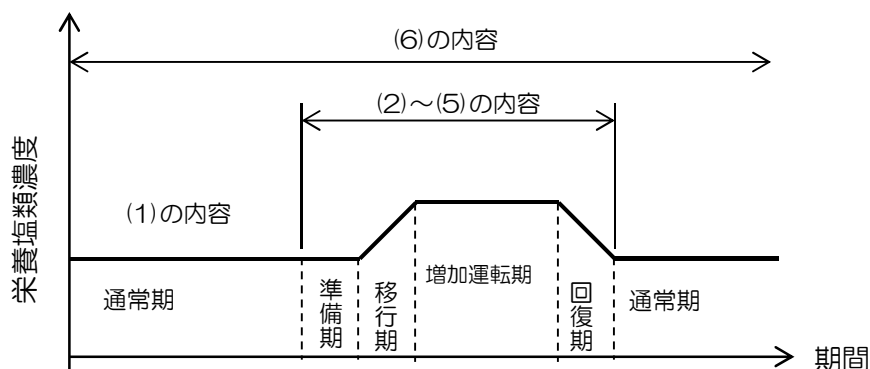 (6)の内容
(2)～(5)の内容
栄養塩類濃度
(1)の内容
通常期
準備期
移行期
増加運転期
回復期
通常期
期間